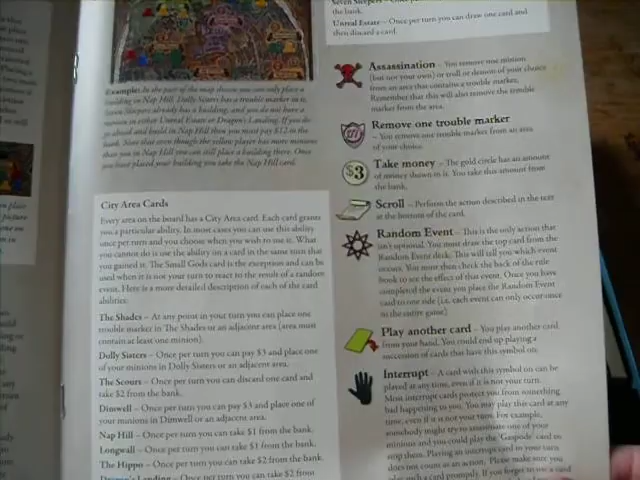 Example: In the part of the map shown you can only place a
building in Nap Hill. Dolly Sisters has a trouble marker in it,
Seven Sleepers already has a building, and you do not have a
minion in either Unreal Estate or Dragon's Landing. If you do
go ahead and build in Nap Hill then you must pay $12 to the
bank. Note that even though the yellow player has more minions
than you in Nap Hill you can still place a building there. Once
you have placed your building you take the Nap Hill card.
City Area Cards
Every area on the board has a City Area card. Each card grants
you a particular ability. In most cases you can use this ability
once per turn and you choose when you wish to use it. What
you cannot do is use the ability on a card in the same turn that
you gained it. The Small Gods card is the exception and can be
used when it is not your turn to react to the result of a random
event. Here is a more detailed description of each of the card
abilities:
The Shades – At any point in your turn you can place one
trouble marker in The Shades or an adjacent area (area must
contain at least one minion).
Dolly Sisters – Once per turn you can pay $3 and place one
of your minions in Dolly Sisters or an adjacent area.
The Scours – Once per turn you can discard one card and
take $2 from the bank.
Dimwell – Once per turn you can pay $3 and place one of
your minions in Dimwell or an adjacent area.
Nap Hill – Once per turn you can take $1 from the bank.
Longwall – Once per turn you can take $1 from the bank.
The Hippo – Once per turn you can take $2 from the bank.
Dragon's Landing – Once per turn you can take $2 from
Seven Sleepers
the bank.
Unreal Estate – Once per turn you can draw one card and
then discard a card.
Assassination – You remove one minion
(but not your own) or troll or demon of your choice
from an area that contains a trouble marker.
Remember that this will also remove the trouble
marker from the area.
Remove one trouble marker
– You remove one trouble marker from an area
of your choice.
$3
Take money – The gold circle has an amount
of money shown in it. You take this amount from
the bank.
Scroll – Perform the action described in the text
at the bottom of the card.
Random Event – This is the only action that
isn't optional. You must draw the top card from the
Random Event deck. This will tell you which event
occurs. You must then check the back of the rule
book to see the effect of that event. Once you have
completed the event you place the Random Event
card to one side (i.e. each event can only occur once
in the entire game).
Play another card – You play another card
from your hand. You could end up playing a
succession of cards that have this symbol on.
Interrupt – A card with this symbol on can be
played at any time, even if it is not your turn.
Most interrupt cards protect you from something
bad happening to you. You may play this card at any
time, even if it is not your turn. For example,
somebody might try to assassinate one of your
minions and you could play the 'Gaspode' card to
stop them. Playing an interrupt card in your turn
does not count as an action. Please make sure you
play such a card promptly. If you forget to use a card